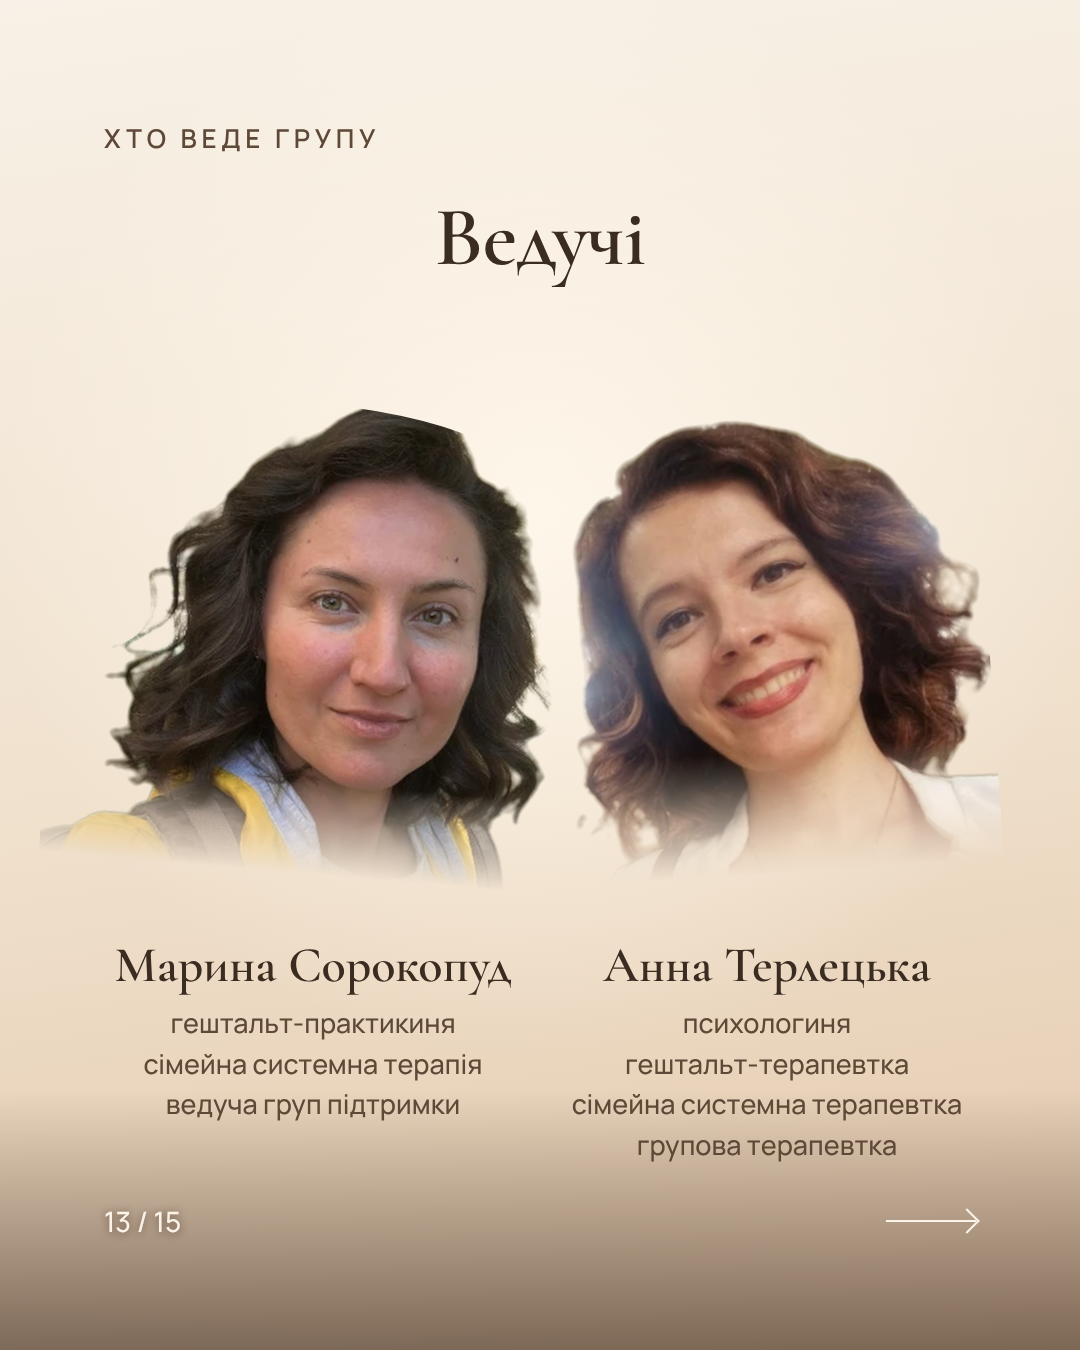 ХТО ВЕДЕ ГРУПУ
Ведучі
Марина Сорокопуд
гештальт-практикиня
сімейна системна терапія
ведуча груп підтримки
Анна Терлецька
психологиня
гештальт-терапевтка
сімейна системна терапевтка
групова терапевтка
13 / 15